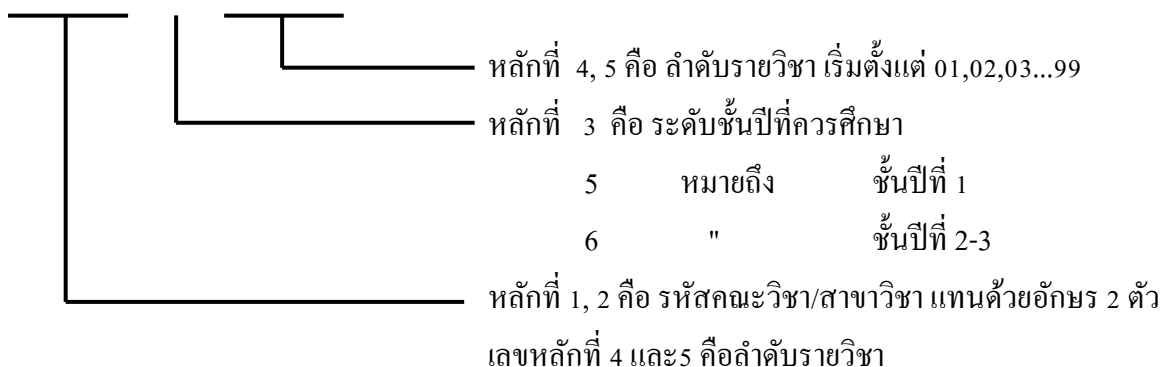 หลักที่ 4, 5 คือ ลำดับรายวิชา เริ่มตั้งแต่ 01,02,03...99
หลักที่ 3 คือ ระดับชั้นปีที่ควรศึกษา
5 หมายถึง ชั้นปีที่ 1
6 " ชั้นปีที่ 2-3
หลักที่ 1, 2 คือ รหัสคณะวิชา/สาขาวิชา แทนด้วยอักษร 2 ตัว
เลขหลักที่ 4 และ5 คือลำดับรายวิชา